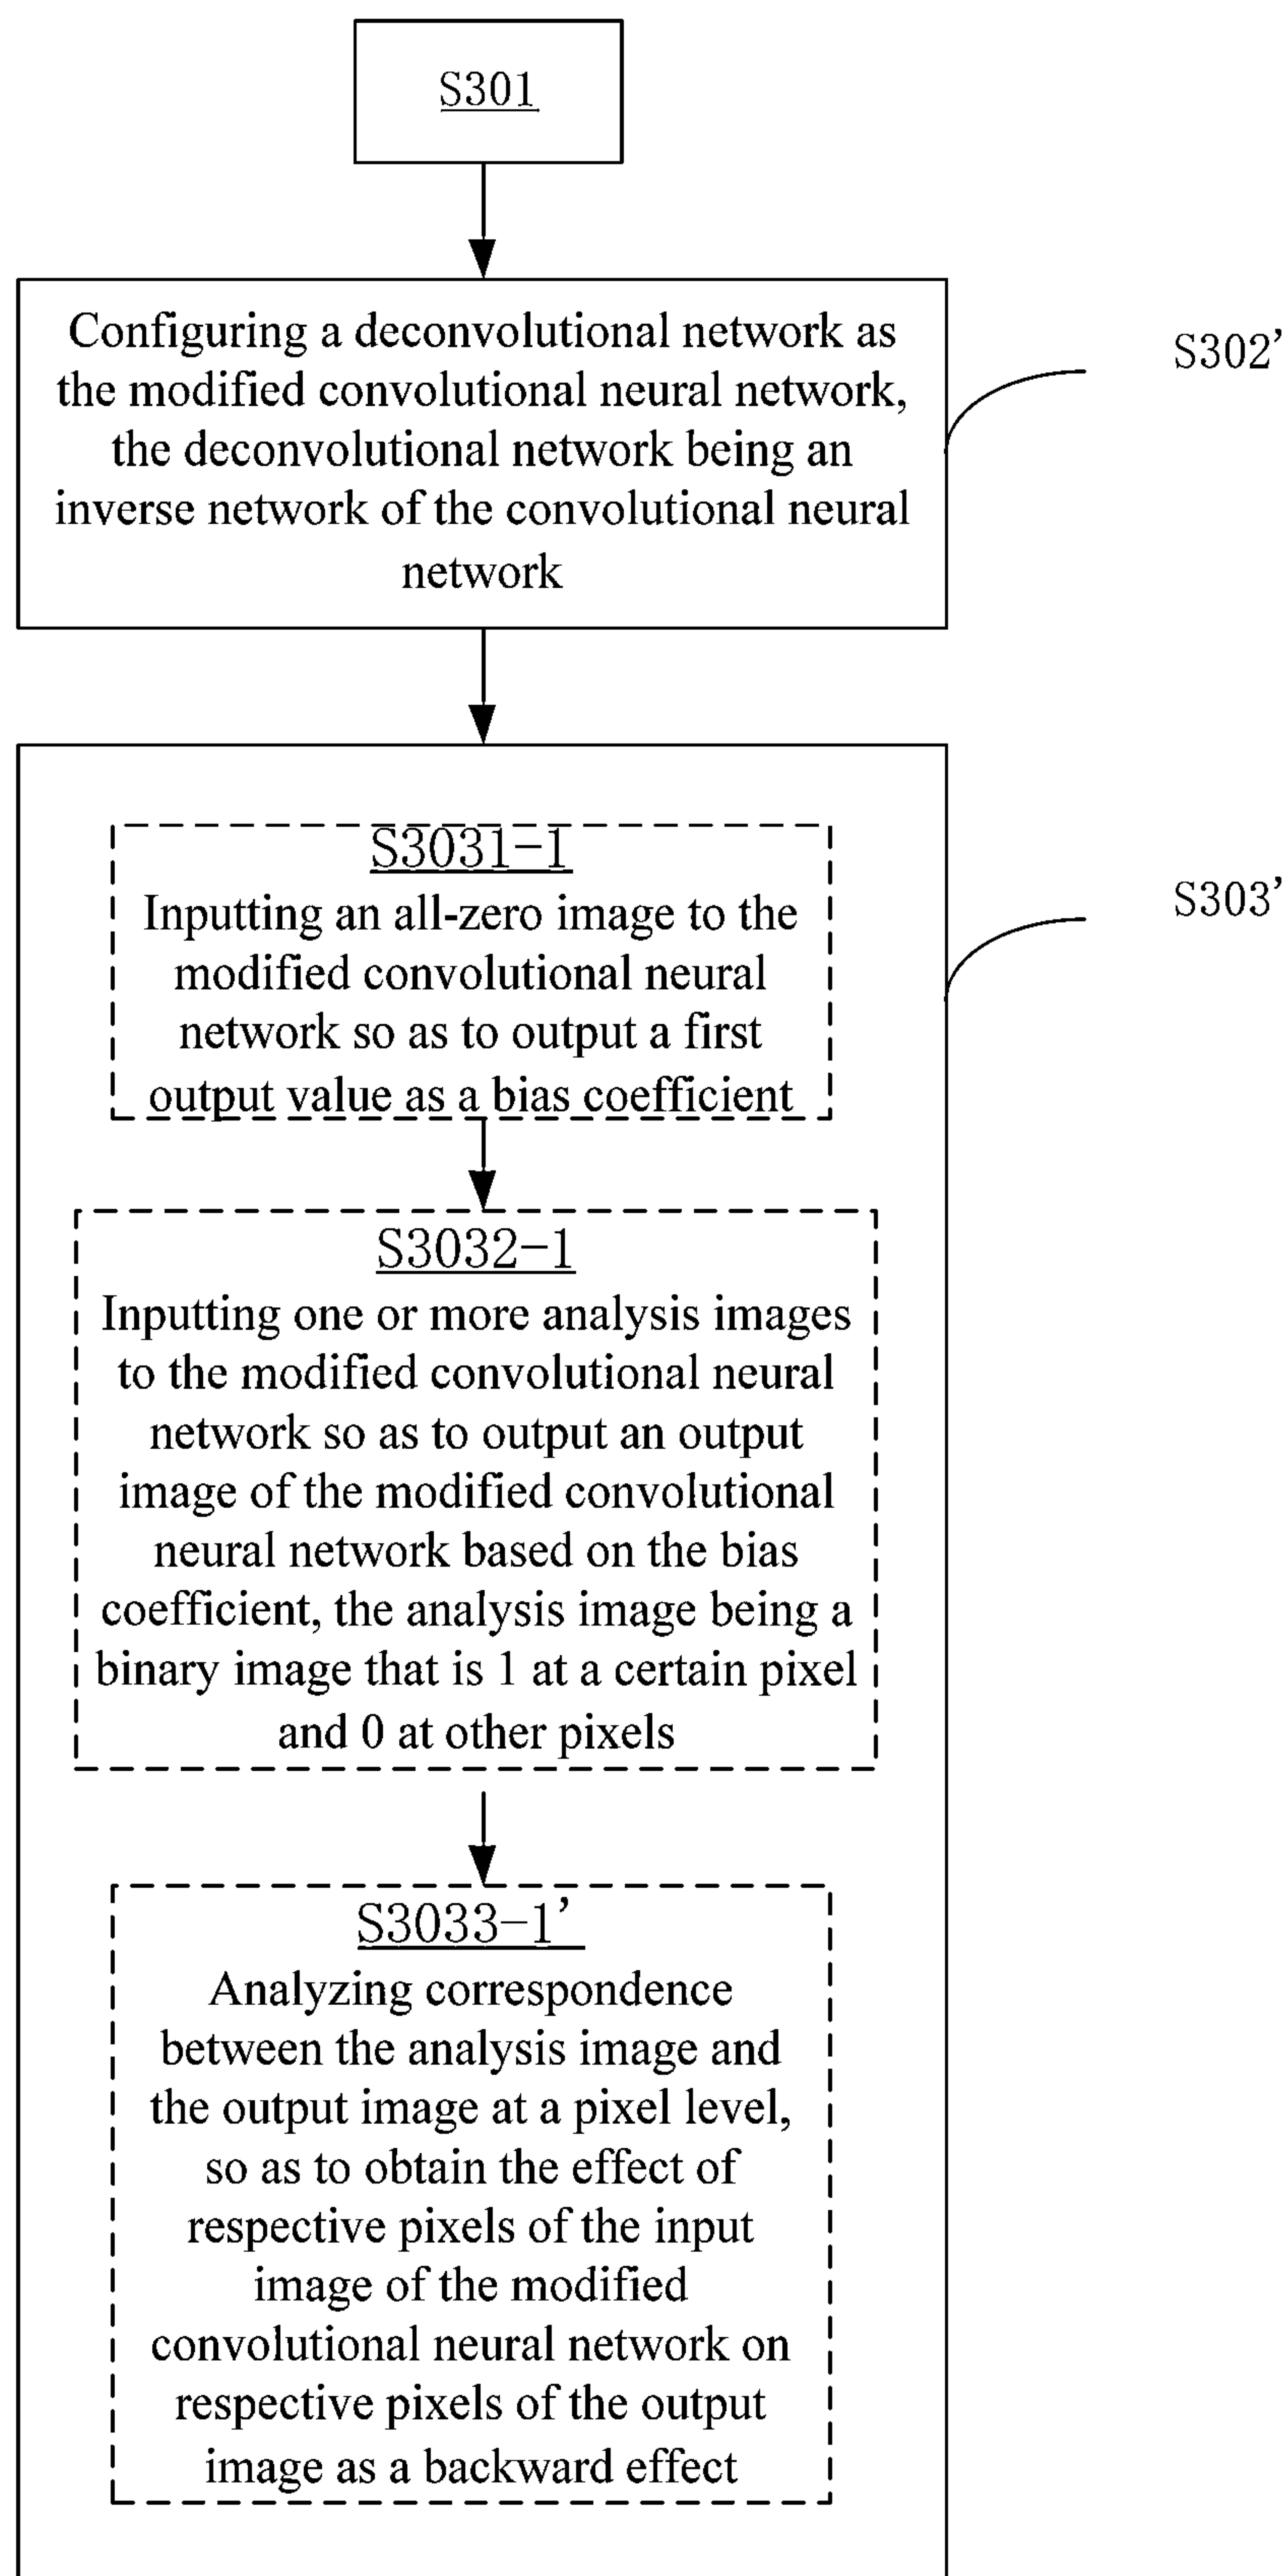 S301
Configuring a deconvolutional network as
the modified convolutional neural network,
the deconvolutional network being an
inverse network of the convolutional neural
network
S302’
S303’
S3031-1
Inputting an all-zero image to the
modified convolutional neural
network so as to output a first
output value as a bias coefficient
S3032-1
Inputting one or more analysis images
to the modified convolutional neural
network so as to output an output
image of the modified convolutional
neural network based on the bias
coefficient, the analysis image being a
binary image that is 1 at a certain pixel
and 0 at other pixels
S3033-1’
Analyzing correspondence
between the analysis image and
the output image at a pixel level,
so as to obtain the effect of
respective pixels of the input
image of the modified
convolutional neural network on
respective pixels of the output
image as a backward effect